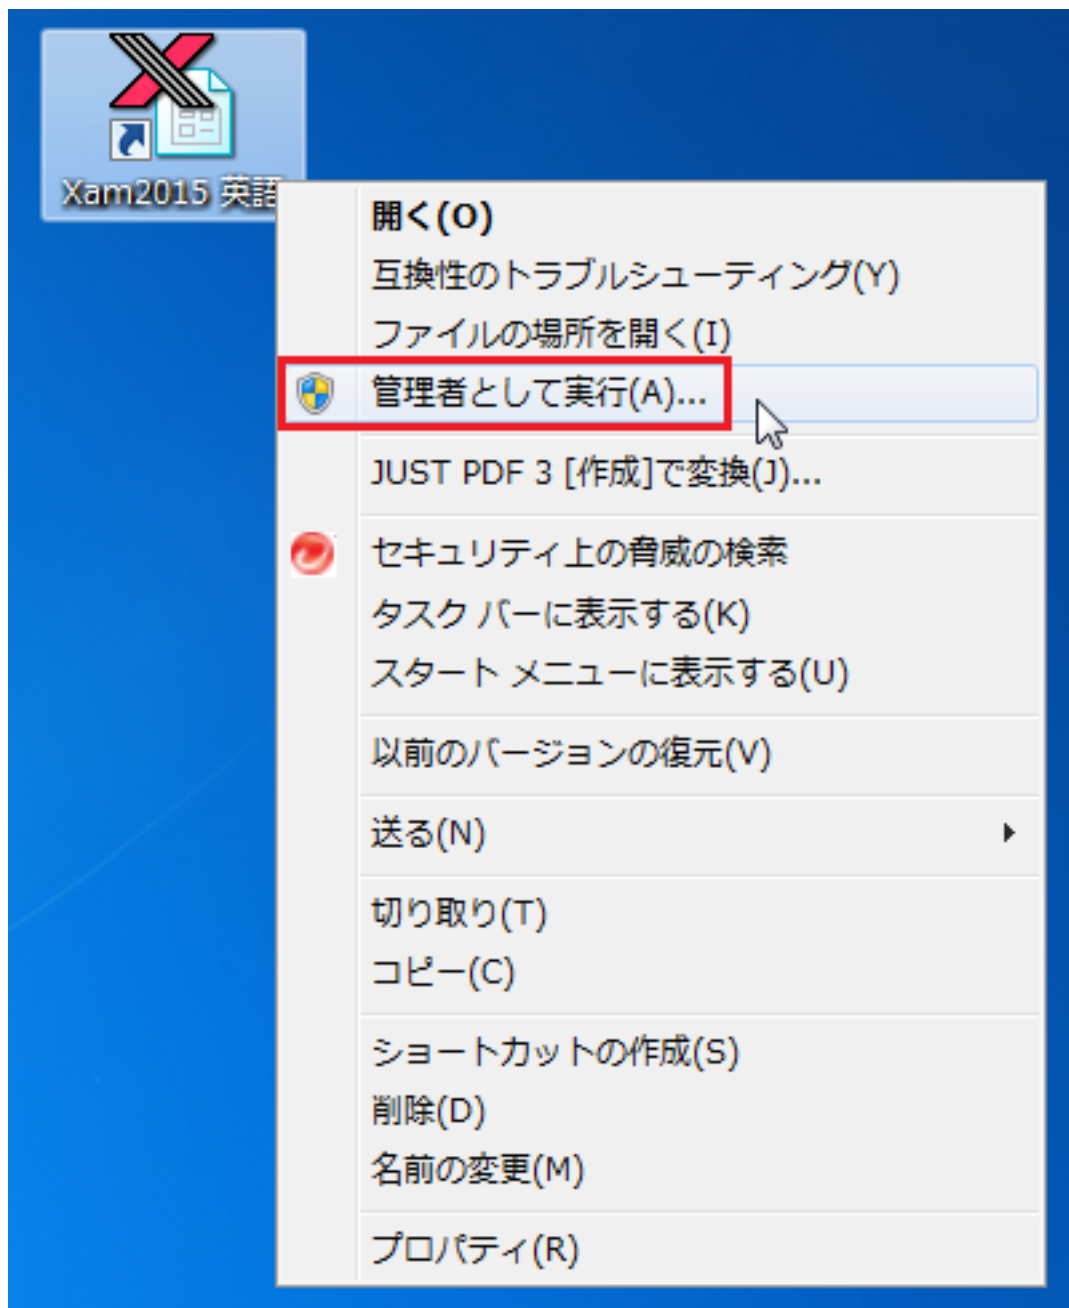 Xam2015 英語
開く(O)
互換性のトラブルシューティング(Y)
ファイルの場所を開く(I)
管理者として実行(A)...
JUST PDF 3 [作成]で変換(J)...
セキュリティ上の脅威の検索
タスク バーに表示する(K)
スタート メニューに表示する(U)
以前のバージョンの復元(V)
送る(N)
切り取り(T)
コピー(C)
ショートカットの作成(S)
削除(D)
名前の変更(M)
プロパティ(R)